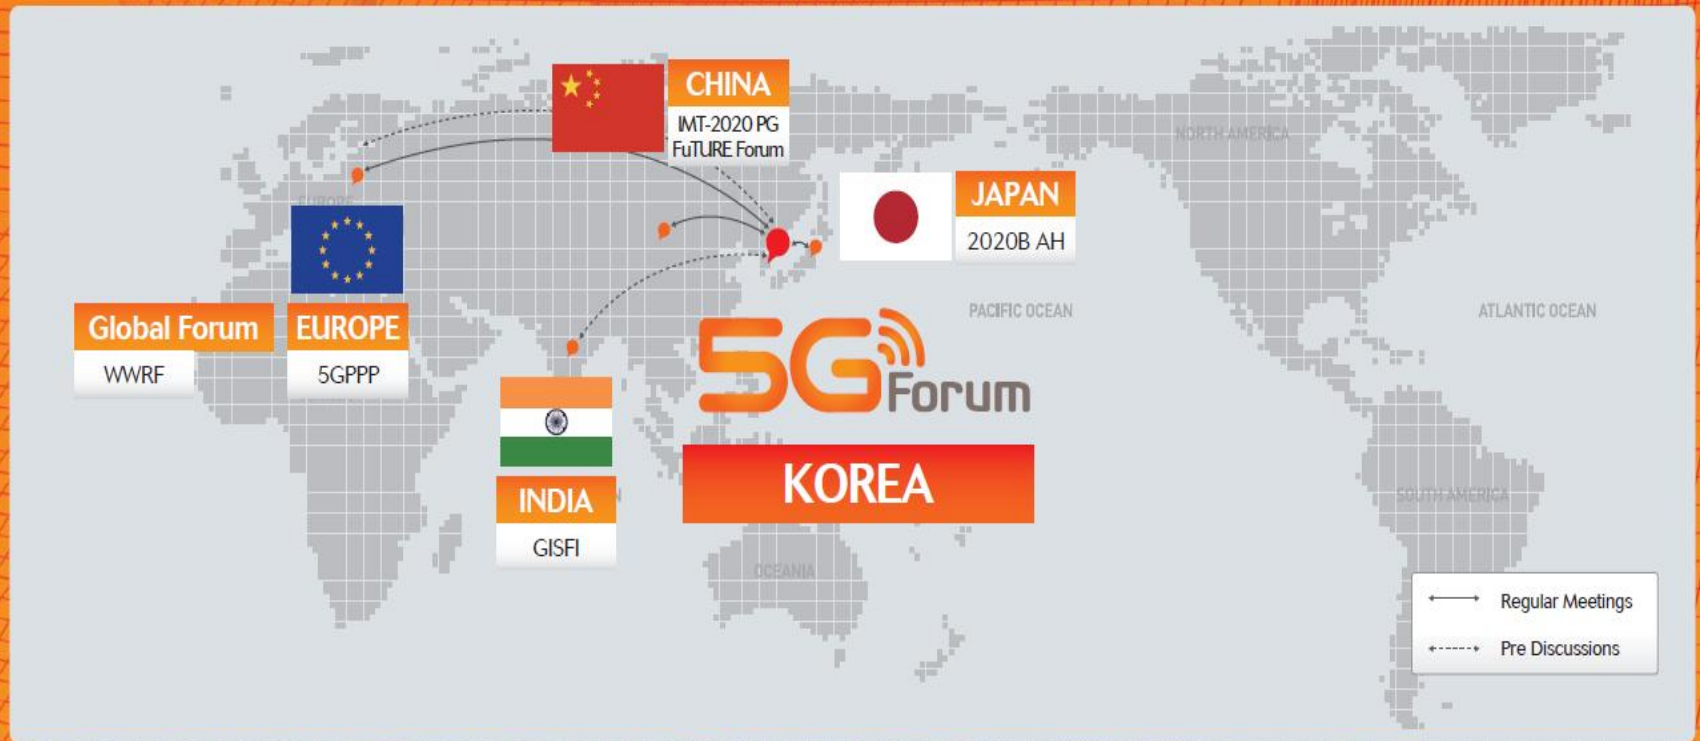 CHINA
IMT-2020 PG
FuTURE Forum
NORTH AMERICA
JAPAN
2020B AH
EUROPE
Global Forum
WWRF
EUROPE
5GPPP
PACIFIC OCEAN
ATLANTIC OCEAN
5G Forum
KOREA
INDIA
GISFI
SOUTH AMERICA
OCEANIA
Regular Meetings
Pre Discussions